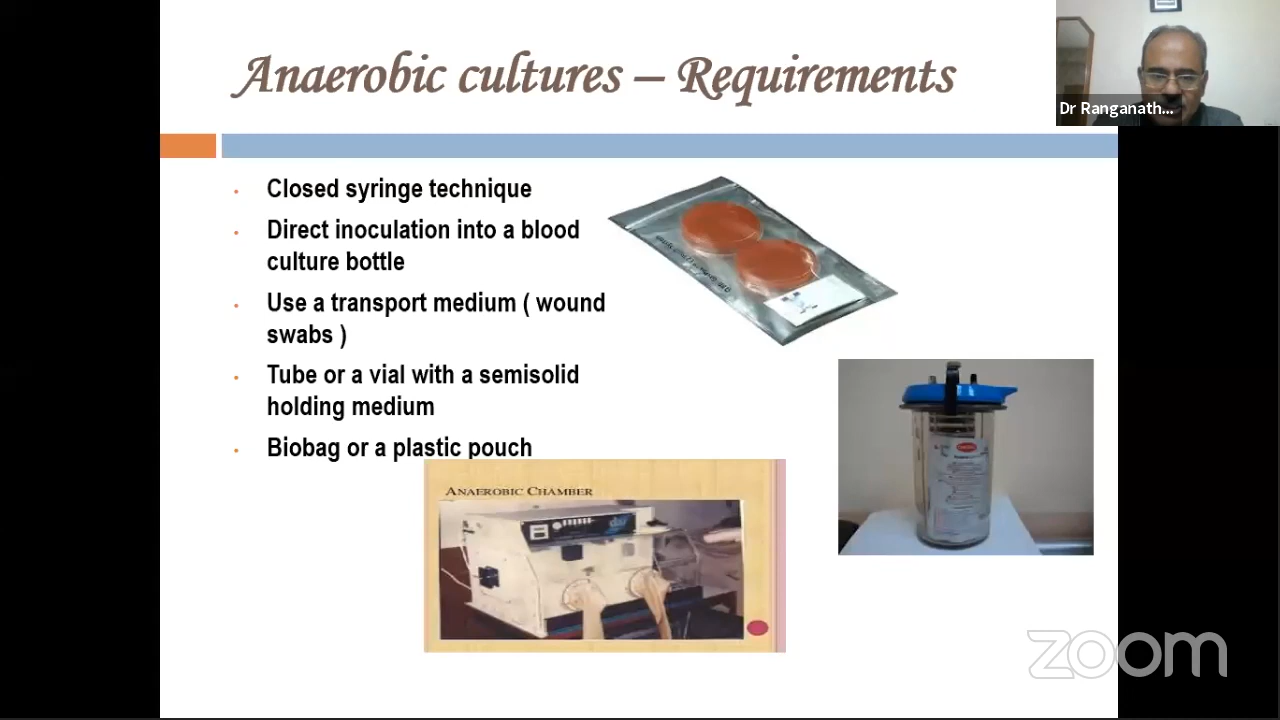 Anaerobic cultures – Requirements
Dr Ranganath...
• Closed syringe technique
• Direct inoculation into a blood
culture bottle
• Use a transport medium ( wound
swabs )
• Tube or a vial with a semisolid
holding medium
• Biobag or a plastic pouch
ANAEROBIC CHAMBER
zoom